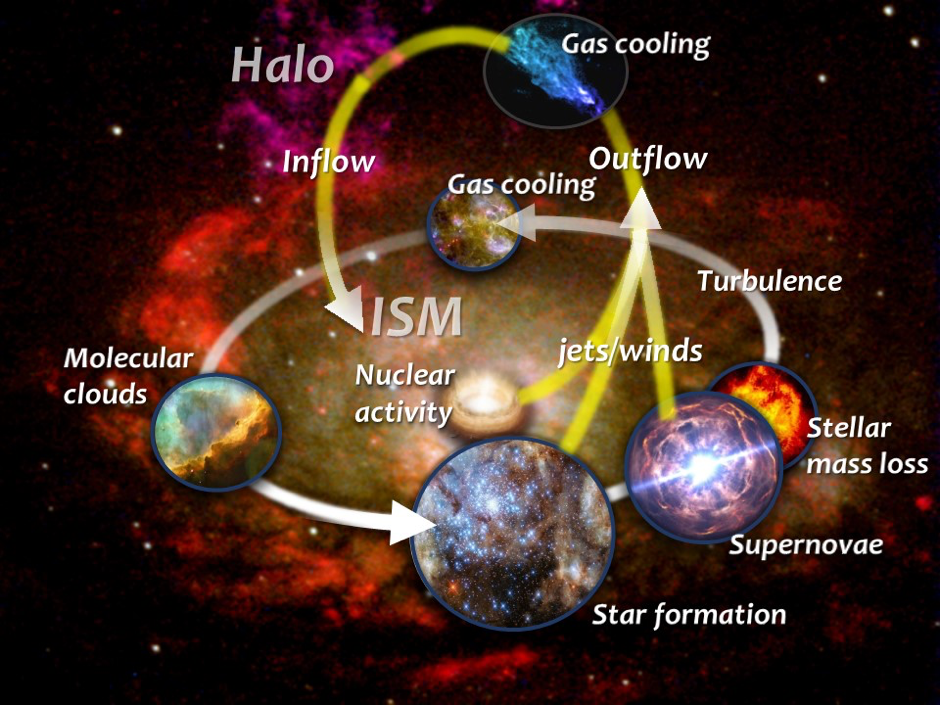 Halo
Gas cooling
Inflow
Outflow
Gas cooling
Turbulence
ISM
jets/winds
Molecular
clouds
Nuclear
activity
Stellar
mass loss
Supernovae
Star formation